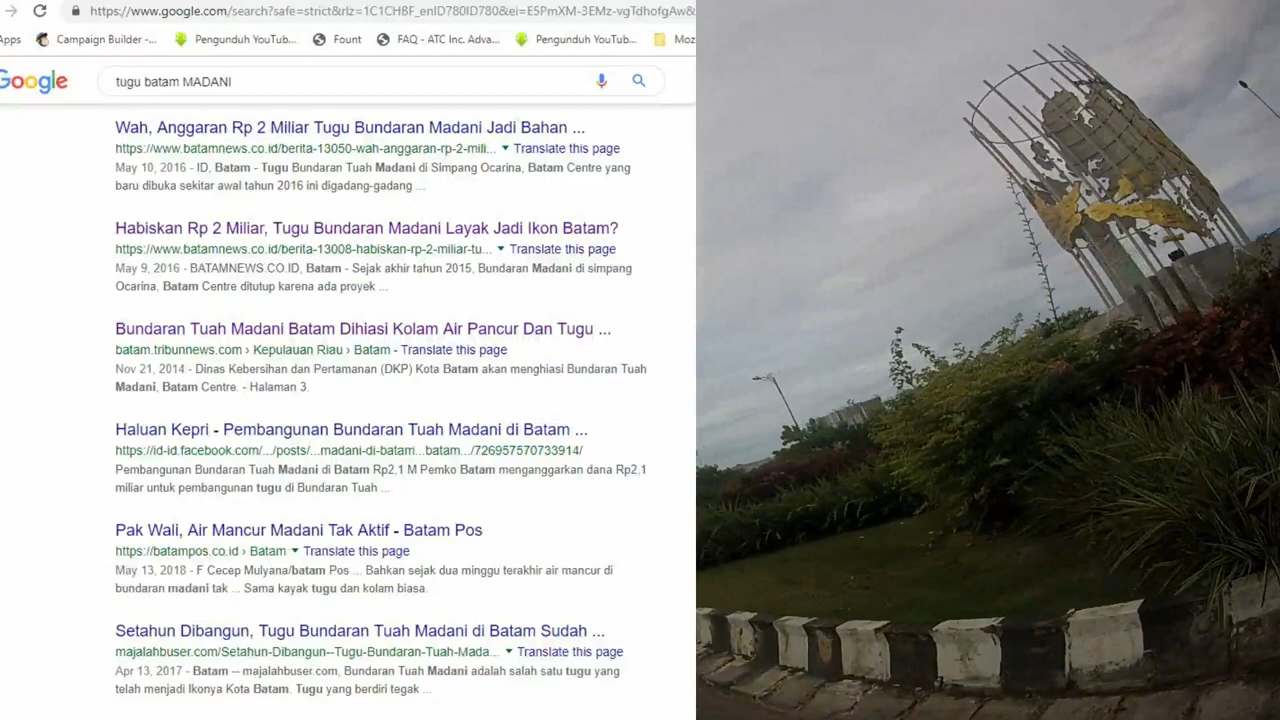 https://www.google.com/search?safe=strict&rlz=1C1CHBF_enID780ID780&ei=E5PmXM-3EMz-vgTdhofgAw&
Apps Campaign Builder -... Pengunduh YouTub... Fount FAQ - ATC Inc. Adva... Pengunduh YouTub... Moz
Google
tugu batam MADANI
Wah, Anggaran Rp 2 Miliar Tugu Bundaran Madani Jadi Bahan ...
https://www.batamnews.co.id/berita-13050-wah-anggaran-rp-2-mili... ▼ Translate this page
May 10, 2016 - ID, Batam - Tugu Bundaran Tuah Madani di Simpang Ocarina, Batam Centre yang
baru dibuka sekitar awal tahun 2016 ini digadang-gadang ...
Habiskan Rp 2 Miliar, Tugu Bundaran Madani Layak Jadi Ikon Batam?
https://www.batamnews.co.id/berita-13008-habiskan-rp-2-miliar-tu... ▼ Translate this page
May 9, 2016 - BATAMNEWS.CO.ID, Batam - Sejak akhir tahun 2015, Bundaran Madani di simpang
Ocarina, Batam Centre ditutup karena ada proyek ...
Bundaran Tuah Madani Batam Dihiasi Kolam Air Pancur Dan Tugu ...
batam.tribunnews.com › Kepulauan Riau › Batam - Translate this page
Nov 21, 2014 - Dinas Kebersihan dan Pertamanan (DKP) Kota Batam akan menghiasi Bundaran Tuah
Madani, Batam Centre. - Halaman 3.
Haluan Kepri - Pembangunan Bundaran Tuah Madani di Batam ...
https://id-id.facebook.com/.../posts/...madani-di-batam...batam.../726957570733914/
Pembangunan Bundaran Tuah Madani di Batam Rp2,1 M Pemko Batam menganggarkan dana Rp2,1
miliar untuk pembangunan tugu di Bundaran Tuah ...
Pak Wali, Air Mancur Madani Tak Aktif - Batam Pos
https://batampos.co.id › Batam ▼ Translate this page
May 13, 2018 - F Cecep Mulyana/batam Pos ... Bahkan sejak dua minggu terakhir air mancur di
bundaran madani tak ... Sama kayak tugu dan kolam biasa.
Setahun Dibangun, Tugu Bundaran Tuah Madani di Batam Sudah ...
majalahbuser.com/Setahun-Dibangun--Tugu-Bundaran-Tuah-Mada... ▼ Translate this page
Apr 13, 2017 - Batam -- majalahbuser.com, Bundaran Tuah Madani adalah salah satu tugu yang
telah menjadi Ikonya Kota Batam. Tugu yang berdiri tegak ...